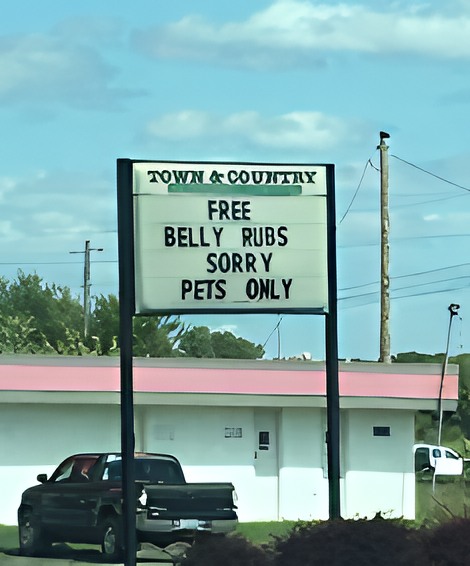 TOWN & COUNTRY
FREE
BELLY RUBS
SORRY
PETS ONLY